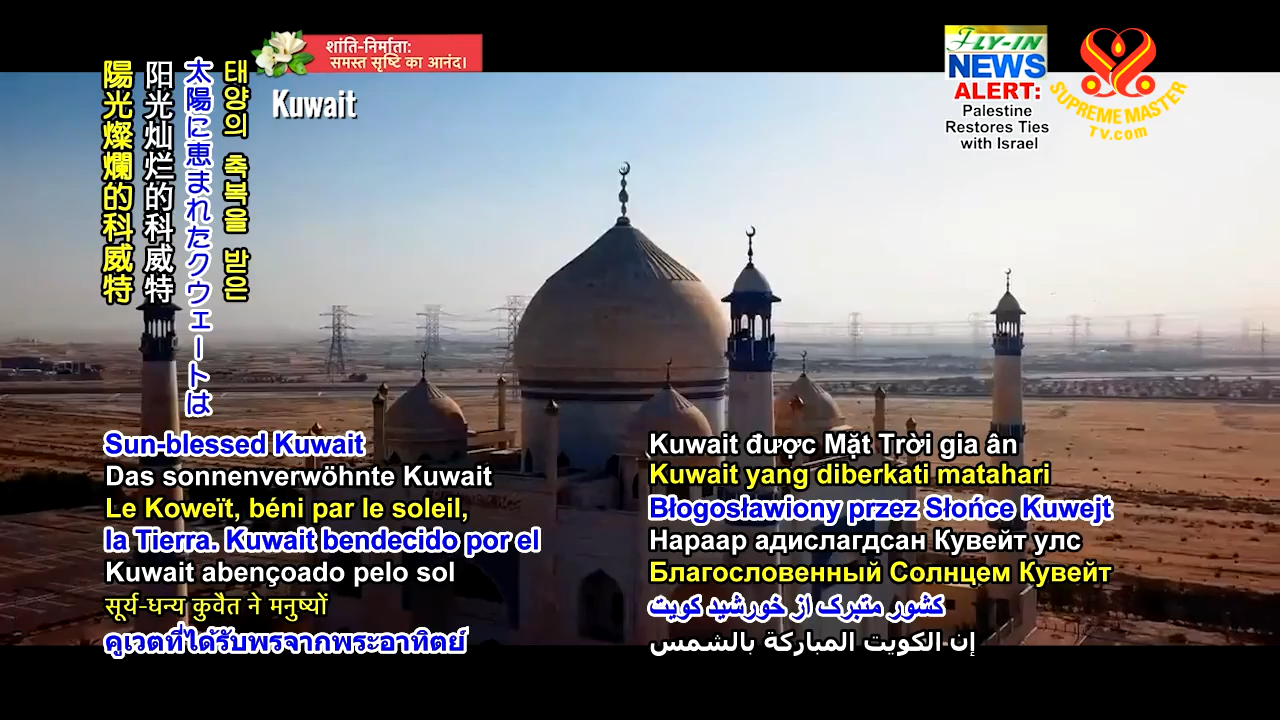 शांति-निर्माता:
समस्त सृष्टि का आनंद।
Kuwait
FLY-IN
NEWS
ALERT:
Palestine
Restores Ties
with Israel
SUPREME MASTER
TV.com
陽光燦爛的科威特
阳光灿烂的科威特
太陽に恵まれたクウェートは
태양의 축복을 받은
Sun-blessed Kuwait
Das sonnenverwöhnte Kuwait
Le Koweït, béni par le soleil,
la Tierra. Kuwait bendecido por el
Kuwait abençoado pelo sol
सूर्य-धन्य कुवैत ने मनुष्यों
คูเวตที่ได้รับพรจากพระอาทิตย์
Kuwait được Mặt Trời gia ân
Kuwait yang diberkati matahari
Błogosławiony przez Słońce Kuwejt
Нараар адислагдсан Кувейт улс
Благословенный Солнцем Кувейт
کشور متبرک از خورشید کویت
إن الكويت المباركة بالشمس